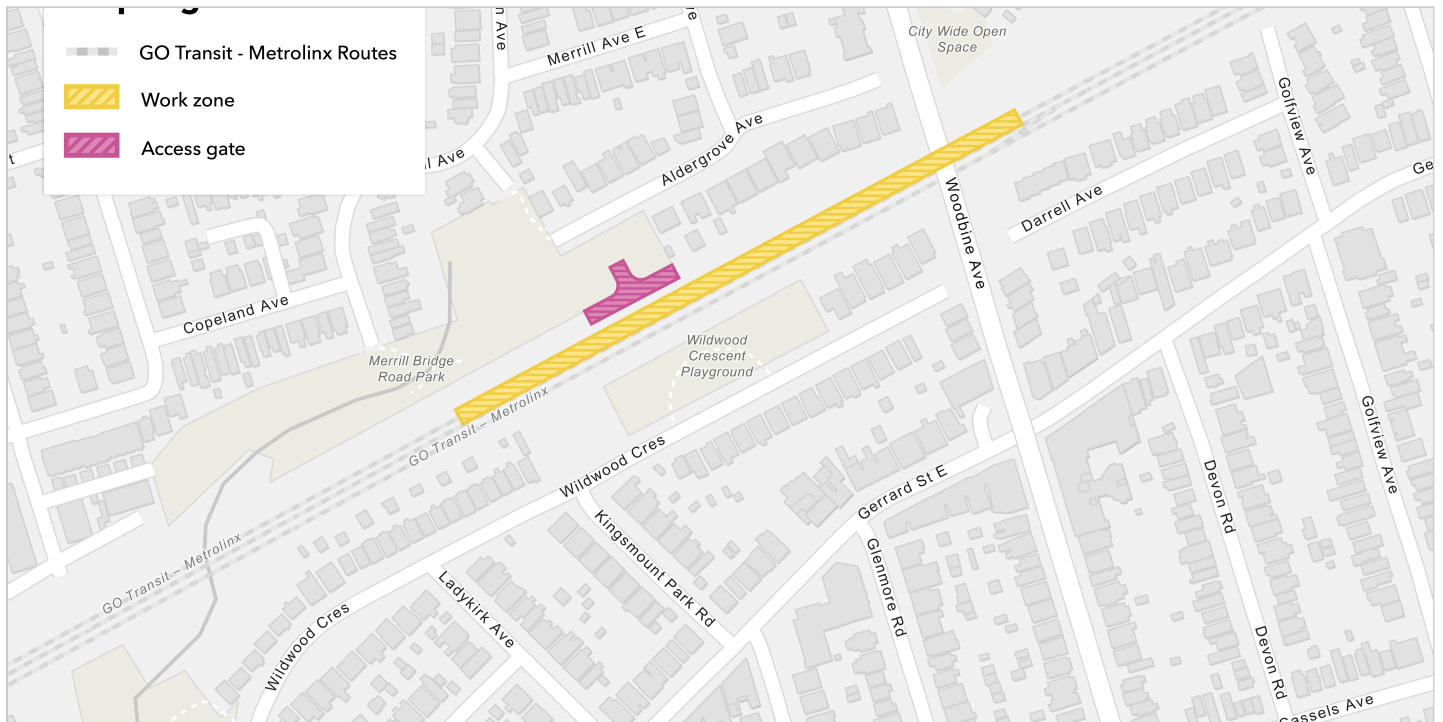 GO Transit - Metrolinx Routes
Work zone
Access gate
Merrill Ave E
City Wide Open
Space
Aldergrove Ave
Golfview Ave
Woodbine Ave
Darrell Ave
Copeland Ave
Merrill Bridge
Road Park
Wildwood
Crescent
Playground
GO Transit – Metrolinx
Wildwood Cres
Gerrard St E
Golfview Ave
Devon Rd
Kingsmount Park Rd
GO Transit – Metrolinx
Glenmore Rd
Ladykirk Ave
Wildwood Cres
Devon Rd
Cassels Ave